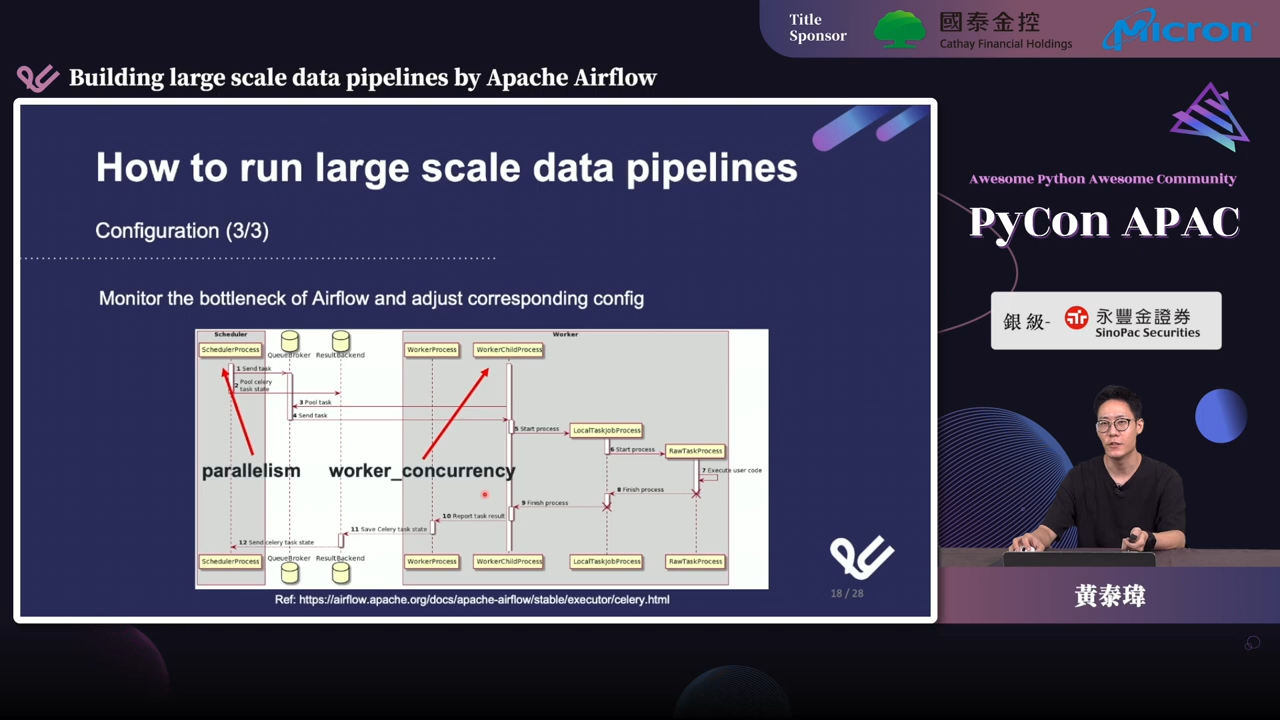 Title
Sponsor
國泰金控
Cathay Financial Holdings
Micron
Building large scale data pipelines by Apache Airflow
How to run large scale data pipelines
Configuration (3/3)
Monitor the bottleneck of Airflow and adjust corresponding config
Scheduler
Worker
SchedulerProcess
QueueBroker
ResultBackend
WorkerProcess
WorkerChildProcess
1 Send task
2 Pool celery
task state
3 Pool task
4 Send task
5 Start process
LocalTaskJobProcess
6 Start process
RawTaskProcess
7 Execute user code
parallelism
worker_concurrency
8 Finish process
9 Finish process
10 Report task result
11 Save Celery task state
12 Send celery task state
SchedulerProcess
QueueBroker
ResultBackend
WorkerProcess
WorkerChildProcess
LocalTaskJobProcess
RawTaskProcess
18 / 28
Ref: https://airflow.apache.org/docs/apache-airflow/stable/executor/celery.html
Awesome Python Awesome Community
PyCon APAC
銀級-
永豐金證券
SinoPac Securities
黃泰瑋